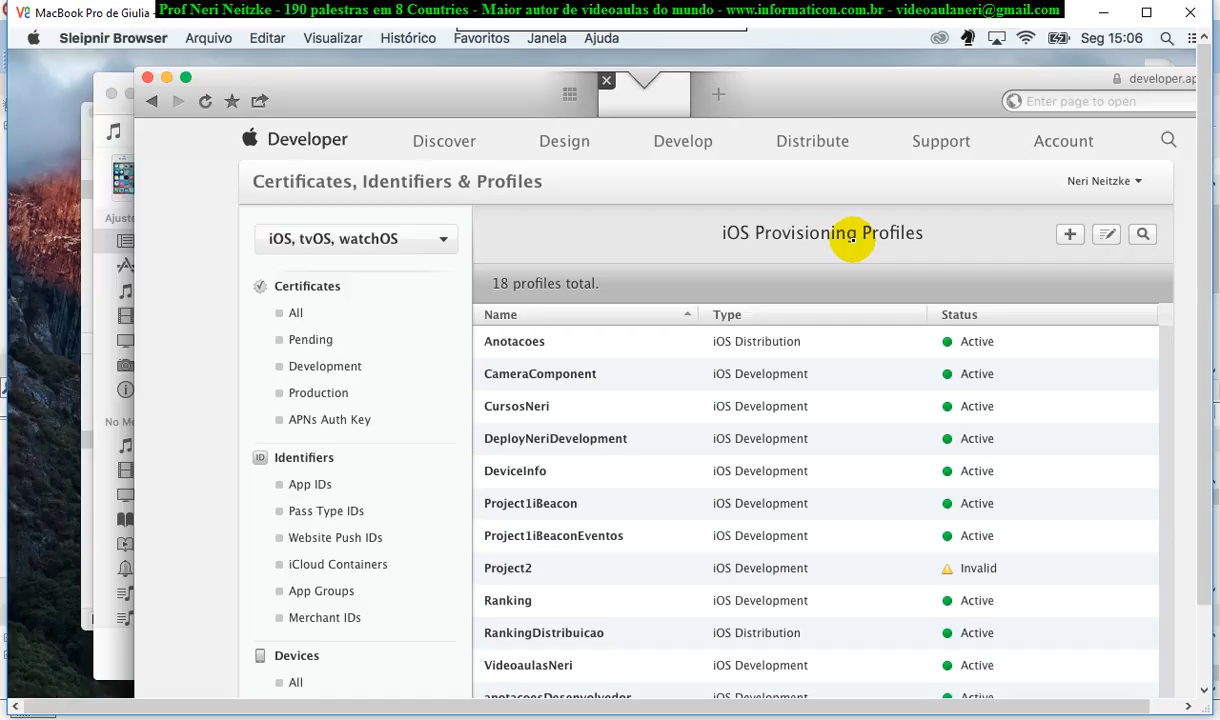 Prof Neri Neitzke - 190 palestras em 8 Countries - Maior autor de videoaulas do mundo - www.informaticon.com.br - videoaulaneri@gmail.com
MacBook Pro de Giulia
Sleipnir Browser Arquivo Editar Visualizar Histórico Favoritos Janela Ajuda Seg 15:06
developer.ap
Enter page to open
Developer Discover Design Develop Distribute Support Account
Certificates, Identifiers & Profiles Neri Neitzke
Ajuste
iOS, tvOS, watchOS
iOS Provisioning Profiles
18 profiles total.
Certificates
All
Pending
Development
Production
APNs Auth Key
Identifiers
App IDs
Pass Type IDs
Website Push IDs
iCloud Containers
App Groups
Merchant IDs
Devices
All
No Me
Name Type Status
Anotacoes iOS Distribution Active
CameraComponent iOS Development Active
CursosNeri iOS Development Active
DeployNeriDevelopment iOS Development Active
DeviceInfo iOS Development Active
Project1iBeacon iOS Development Active
Project1iBeaconEventos iOS Development Active
Project2 iOS Development Invalid
Ranking iOS Development Active
RankingDistribuicao iOS Distribution Active
VideoaulasNeri iOS Development Active
anotacoesDesenvolvedor iOS Development Active